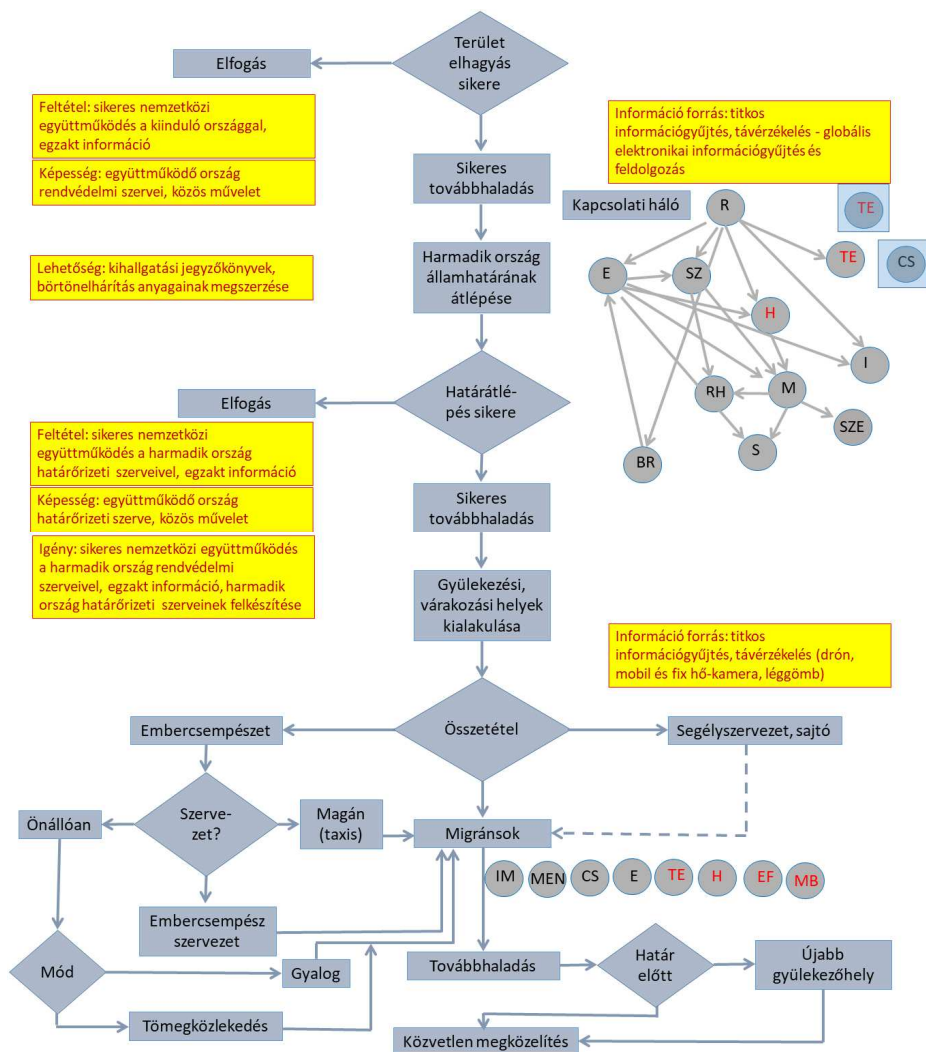 Terület
elhagyás
sikere
Elfogás
Feltétel: sikeres nemzetközi
együttműködés a kiinduló országgal,
egzakt információ
Képesség: együttműködő ország
rendvédelmi szervei, közös művelet
Információ forrás: titkos
információgyűjtés, távérzékelés - globális
elektronikai információgyűjtés és
feldolgozás
Sikeres
továbbhaladás
Kapcsolati háló
R
TE
TE
CS
E
SZ
H
I
RH
M
SZE
S
BR
Lehetőség: kihallgatási jegyzőkönyvek,
börtönelhárítás anyagainak megszerzése
Harmadik ország
államhatárának
átlépése
Elfogás
Határátlé-
pés sikere
Feltétel: sikeres nemzetközi
együttműködés a harmadik ország
határőrizeti szerveivel, egzakt információ
Képesség: együttműködő ország
határőrizeti szerve, közös művelet
Igény: sikeres nemzetközi együttműködés
a harmadik ország rendvédelmi
szerveivel, egzakt információ, harmadik
ország határőrizeti szerveinek felkészítése
Sikeres
továbbhaladás
Gyülekezési,
várakozási helyek
kialakulása
Információ forrás: titkos
információgyűjtés, távérzékelés (drón,
mobil és fix hő-kamera, léggömb)
Embercsempészet
Összetétel
Segélyszervezet, sajtó
Önállóan
Szerve-
zet?
Magán
(taxis)
Migránsok
IM
MEN
CS
E
TE
H
EF
MB
Embercsempész
szervezet
Mód
Gyalog
Továbbhaladás
Határ
előtt
Újabb
gyülekezőhely
Tömegközlekedés
Közvetlen megközelítés